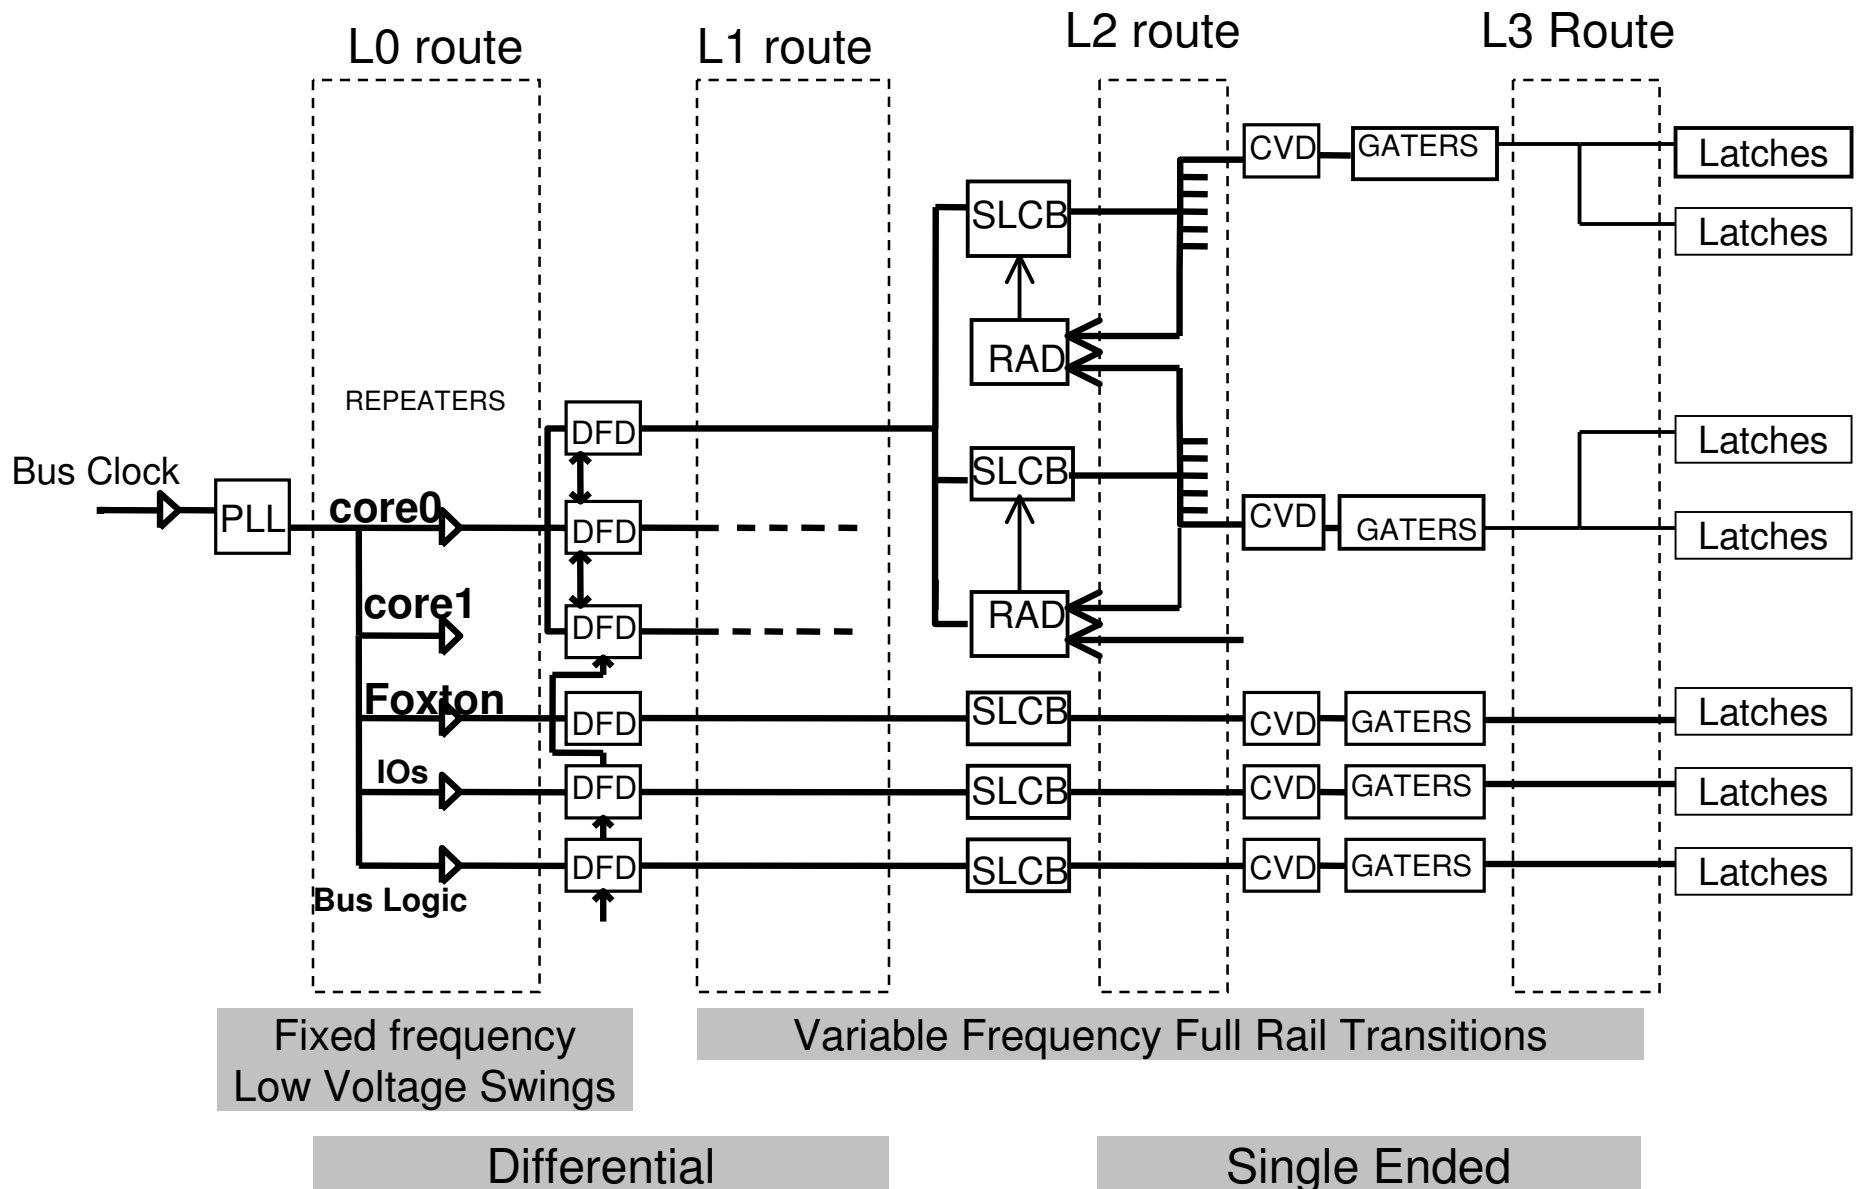 L0 route
L1 route
L2 route
L3 Route
CVD
GATERS
Latches
SLCB
Latches
RAD
REPEATERS
DFD
Latches
Bus Clock
SLCB
PLL
core0
DFD
CVD
GATERS
Latches
core1
DFD
RAD
Foxton
DFD
SLCB
CVD
GATERS
Latches
IOs
DFD
SLCB
CVD
GATERS
Latches
DFD
SLCB
CVD
GATERS
Latches
Bus Logic
Fixed frequency
Low Voltage Swings
Variable Frequency Full Rail Transitions
Differential
Single Ended